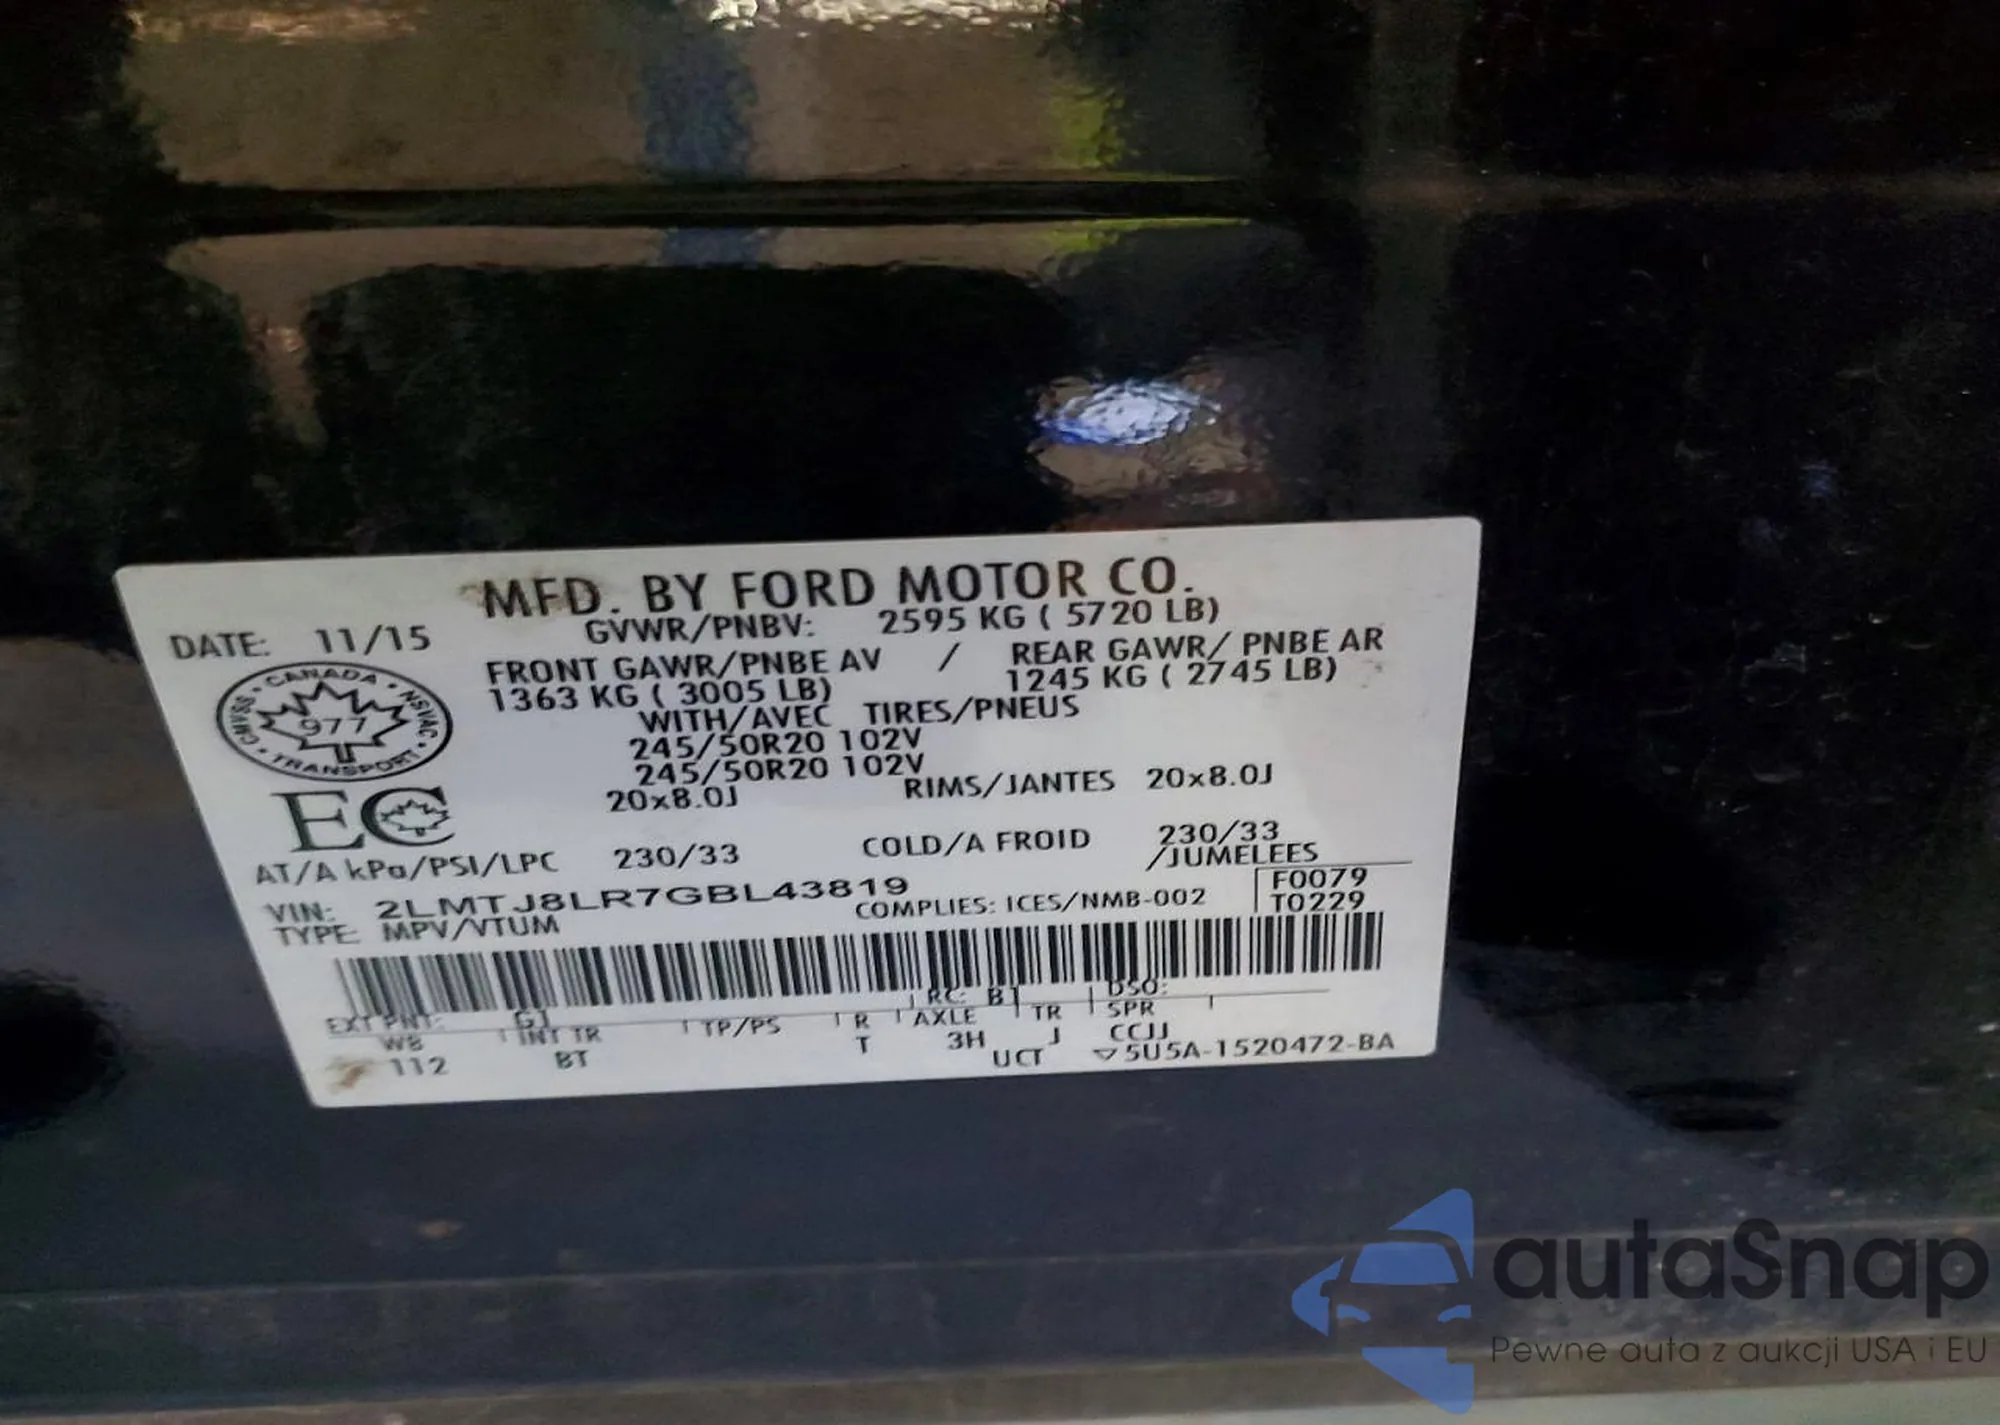 MFD. BY FORD MOTOR CO.
DATE: 11/15
GVWR/PNBV: 2595 KG ( 5720 LB)
FRONT GAWR/PNBE AV / REAR GAWR/ PNBE AR
1363 KG ( 3005 LB) 1245 KG ( 2745 LB)
WITH/AVEC TIRES/PNEUS
245/50R20 102V
245/50R20 102V
20x8.0J RIMS/JANTES 20x8.0J
CANADA · NSVAC · TRANSPORT · CMVSS ·
977
EC
AT/A kPa/PSI/LPC 230/33 COLD/A FROID 230/33
/JUMELEES
VIN: 2LMTJ8LR7GBL43819
F0079
TYPE: MPV/VTUM COMPLIES: ICES/NMB-002 T0229
EXT PNT: G1 RC: B1 DSO:
W8 INT TR TP/PS R AXLE TR SPR
112 BT T 3H J CCJJ
UCT ▽5U5A-1520472-BA
autaSnap
Pewne auta z aukcji USA i EU